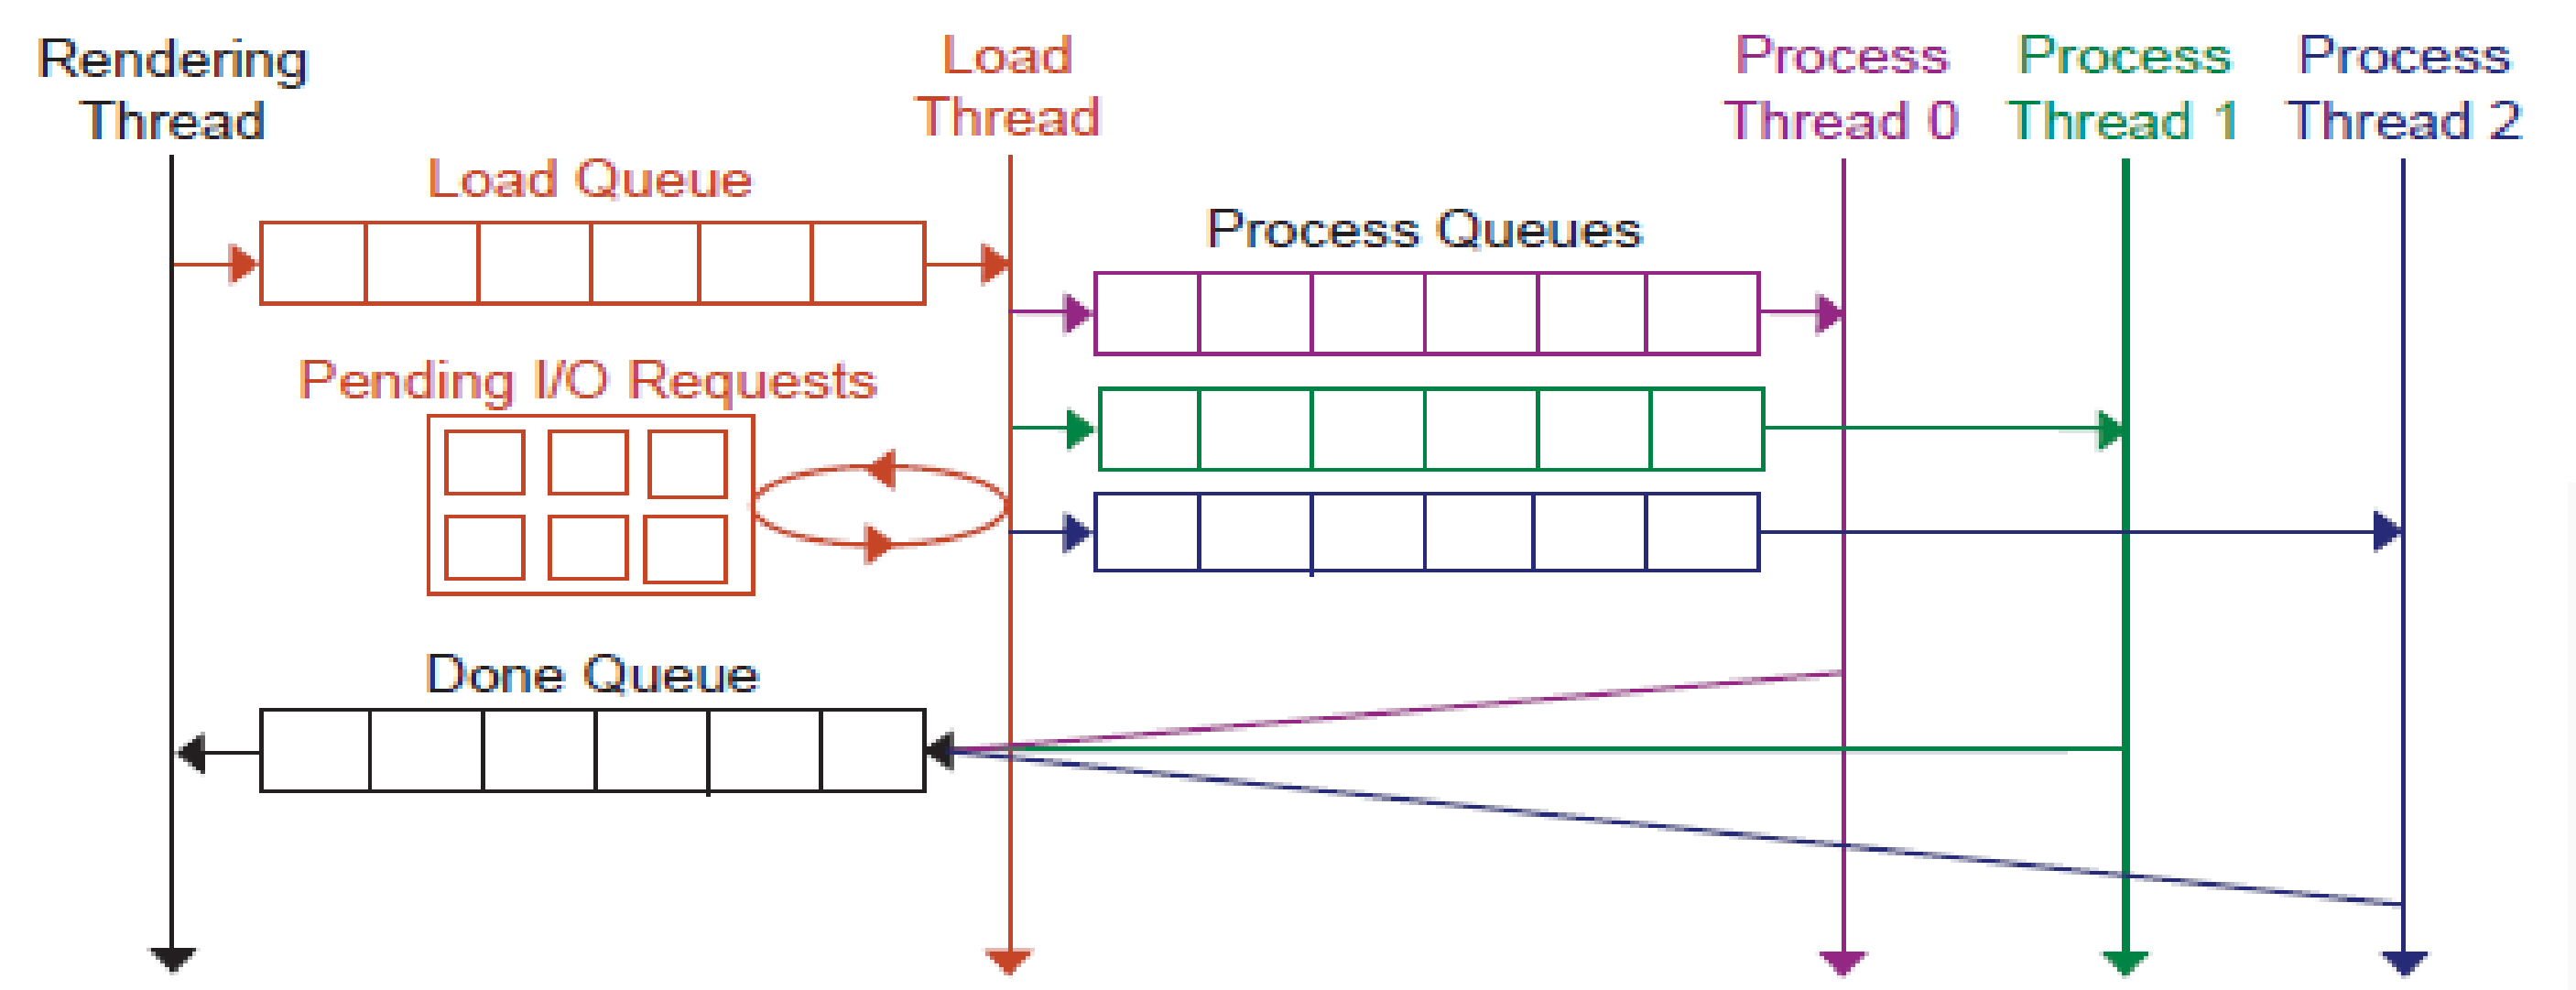 Rendering
Thread
Load
Thread
Process
Thread 0
Process
Thread 1
Process
Thread 2
Load Queue
Process Queues
Pending I/O Requests
Done Queue